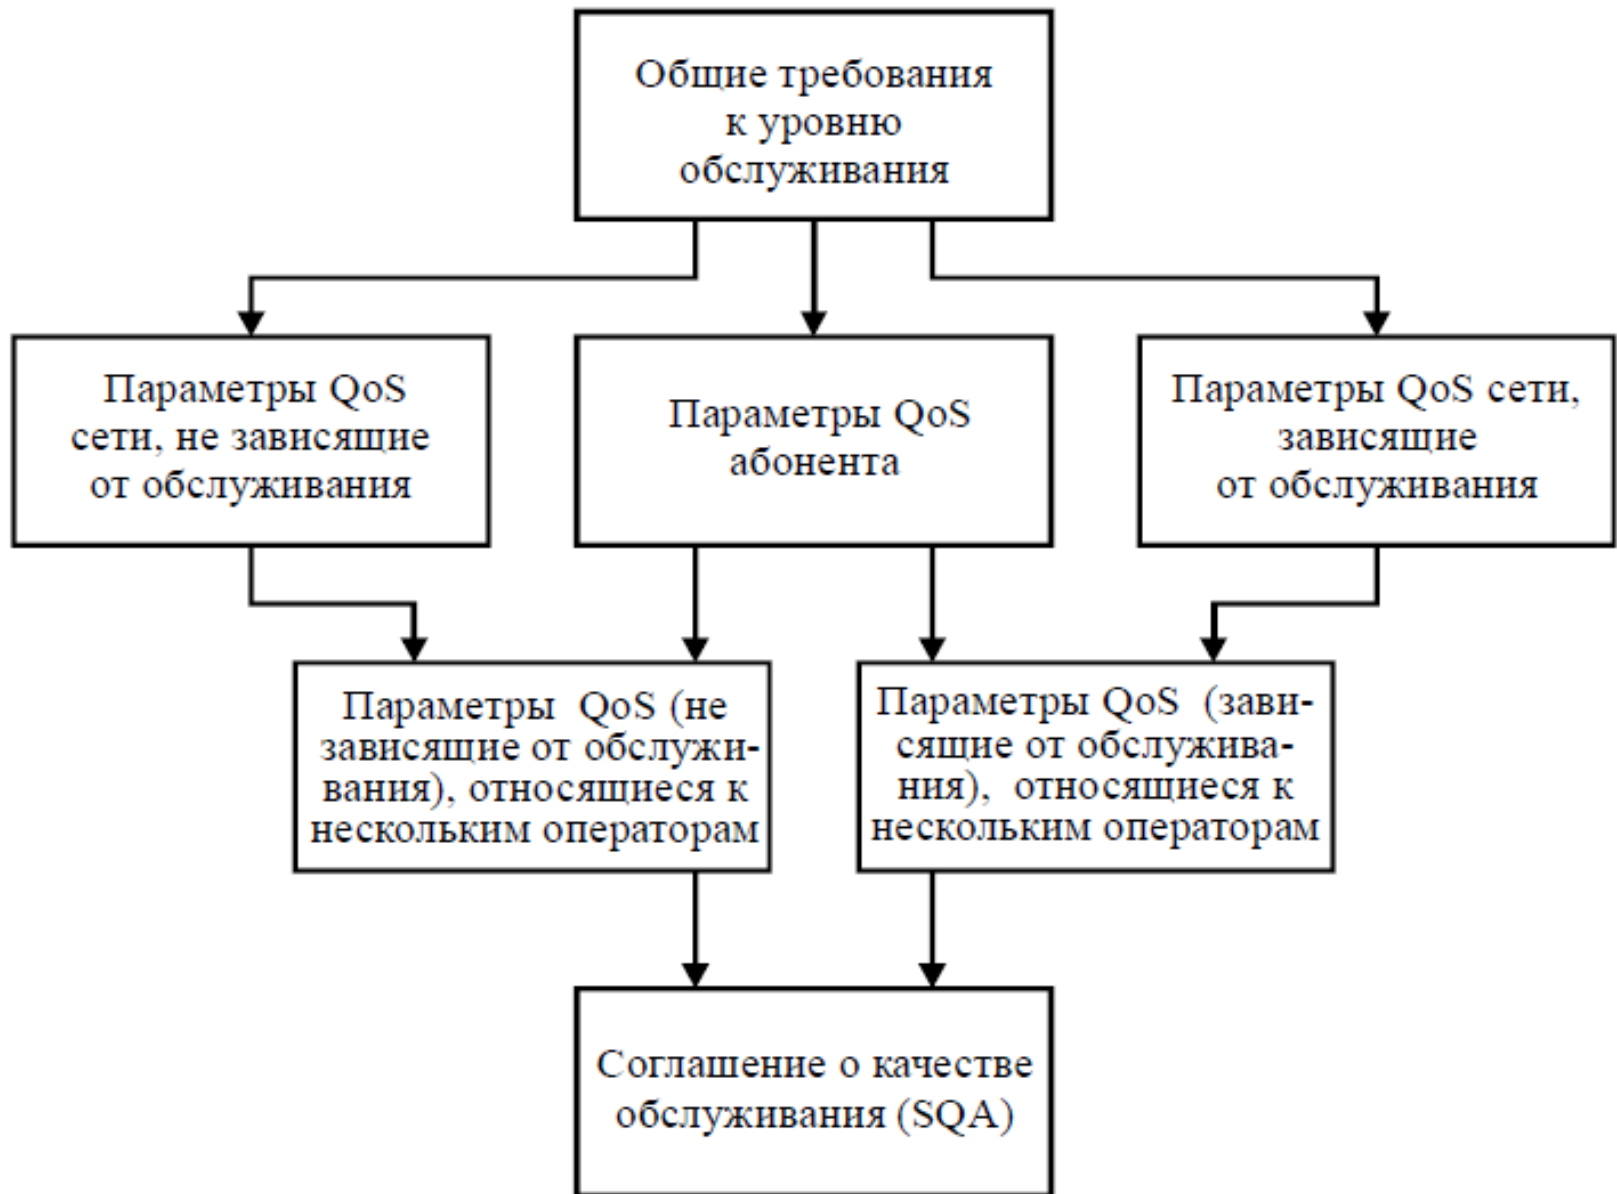 Общие требования
к уровню
обслуживания
Параметры QoS
сети, не зависящие
от обслуживания
Параметры QoS
абонента
Параметры QoS сети,
зависящие
от обслуживания
Параметры QoS (не
зависящие от обслужи-
вания), относящиеся к
нескольким операторам
Параметры QoS (зави-
сящие от обслужива-
ния), относящиеся к
нескольким операторам
Соглашение о качестве
обслуживания (SQA)